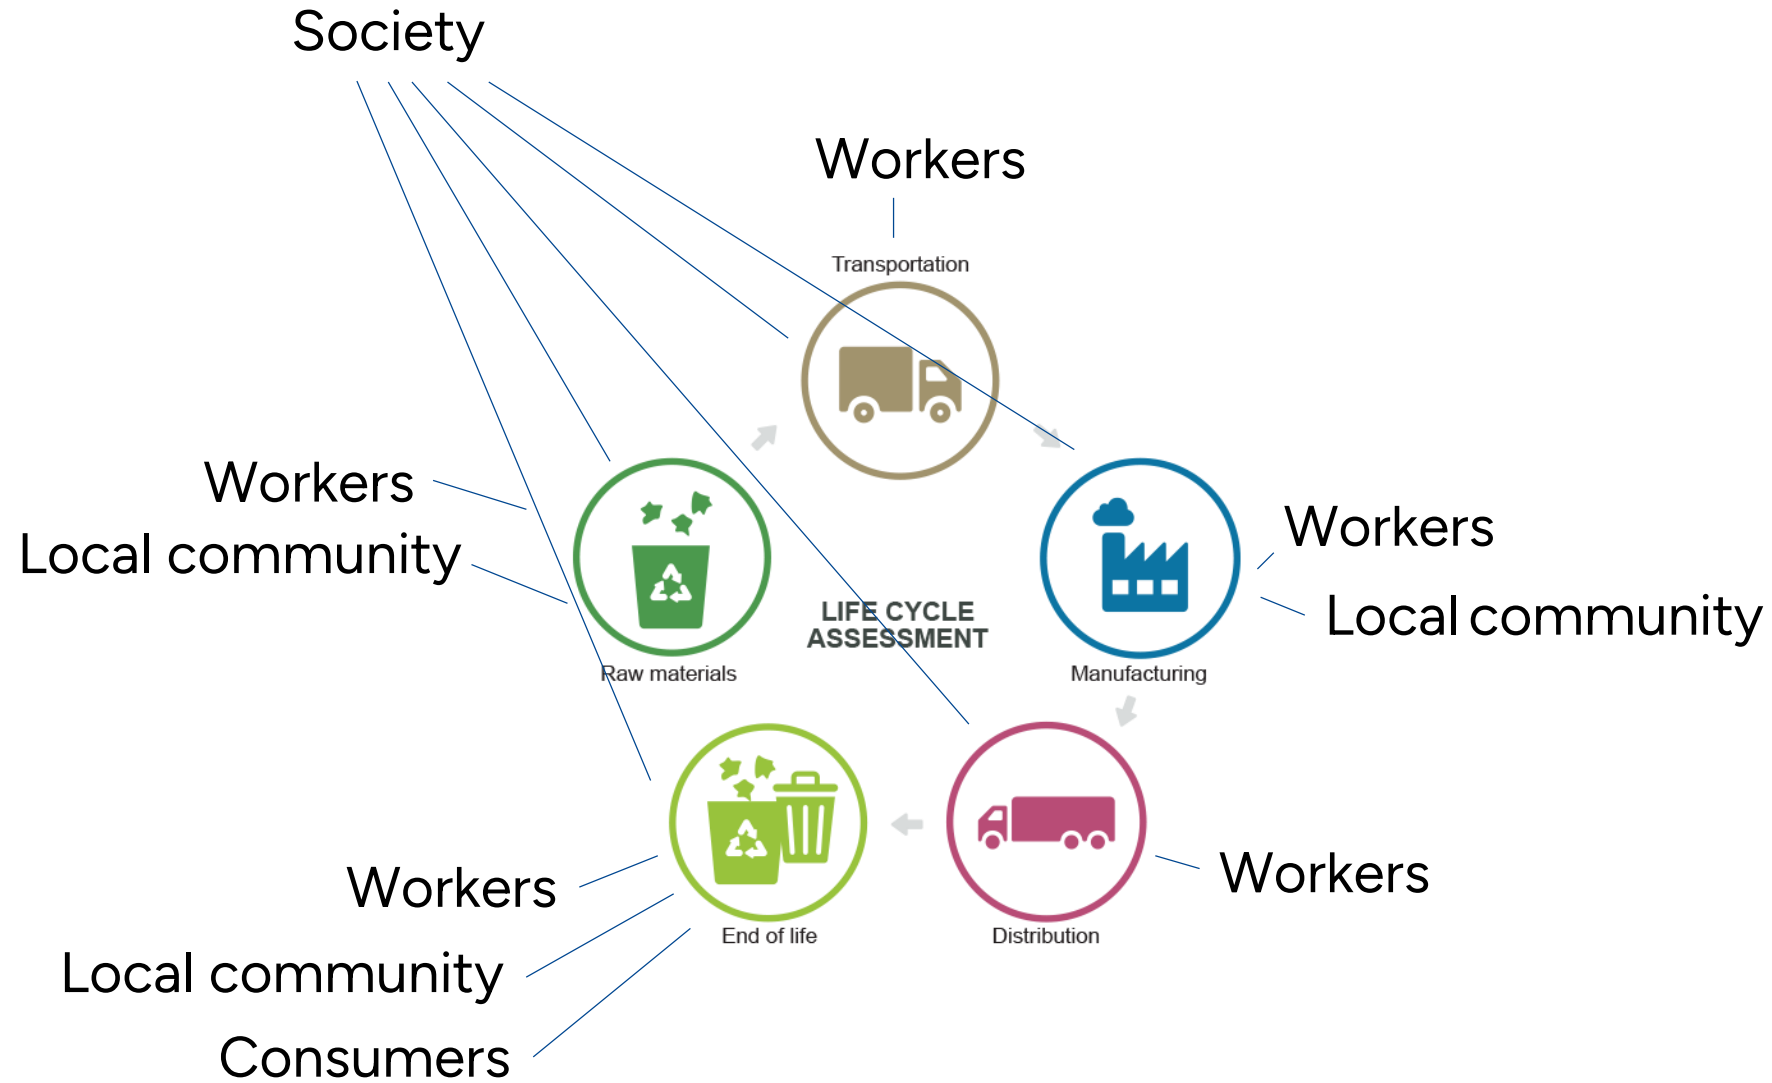 Society
Workers
Transportation
Workers
Local community
Workers
Local community
LIFE CYCLE
ASSESSMENT
Raw materials
Manufacturing
Workers
Local community
Consumers
End of life
Distribution
Workers